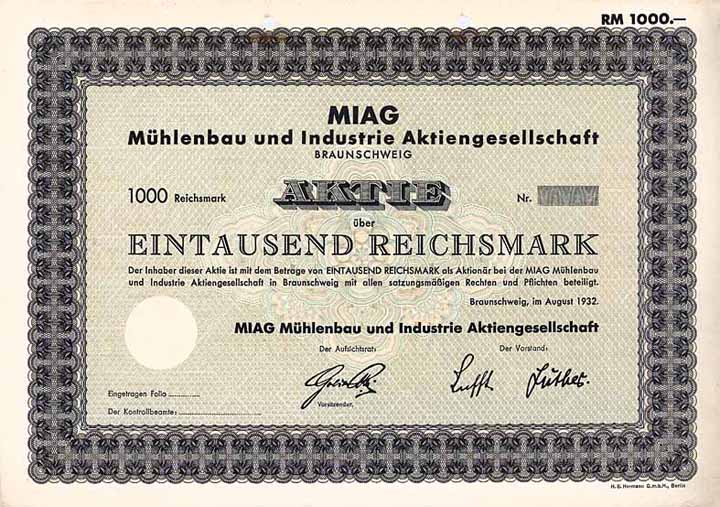 RM 1000.—
MIAG
Mühlenbau und Industrie Aktiengesellschaft
BRAUNSCHWEIG
1000 Reichsmark AKTIE Nr.
über
EINTAUSEND REICHSMARK
Der Inhaber dieser Aktie ist mit dem Betrage von EINTAUSEND REICHSMARK als Aktionär bei der MIAG Mühlenbau
und Industrie Aktiengesellschaft in Braunschweig mit allen satzungsmäßigen Rechten und Pflichten beteiligt.
Braunschweig, im August 1932.
MIAG Mühlenbau und Industrie Aktiengesellschaft
Der Aufsichtsrat: Der Vorstand:
Luther.
Eingetragen Folio
Vorsitzender.
Der Kontrollbeamte:
H. S. Hermann G.m.b.H., Berlin